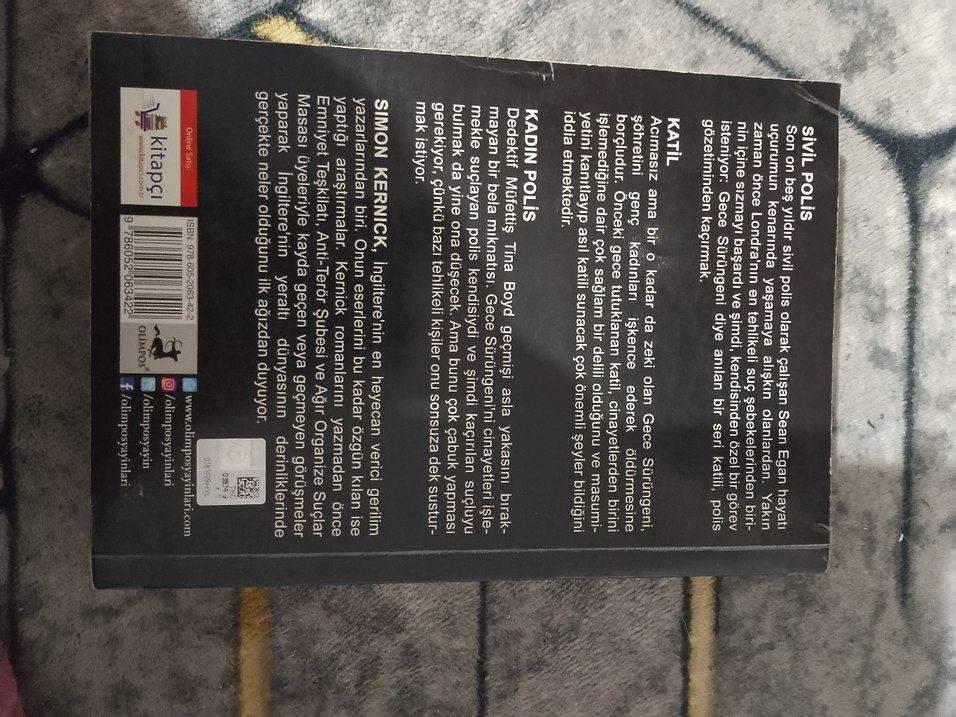 SİVİL POLİS
Son on beş yıldır sivil polis olarak çalışan Sean Egan hayatı
uçurumun kenarında yaşamaya alışkın olanlardan. Yakın
zaman önce Londra'nın en tehlikeli suç şebekelerinden biri-
nin içine sızmayı başardı ve şimdi, kendisinden özel bir görev
isteniyor: Gece Sürüngeni diye anılan bir seri katili, polis
gözetiminden kaçırmak.
KATİL
Acımasız ama bir o kadar da zeki olan Gece Sürüngeni,
şöhretini genç kadınları işkence ederek öldürmesine
borçludur. Önceki gece tutuklanan katil, cinayetlerden birini
işlemediğine dair çok sağlam bir delili olduğunu ve masumi-
yetini kanıtlayıp asıl katili sunacak çok önemli şeyler bildiğini
iddia etmektedir.
KADIN POLİS
Dedektif Müfettiş Tina Boyd geçmişi asla yakasını bırak-
mayan bir bela mıknatısı. Gece Sürüngeni'ni cinayetleri işle-
mekle suçlayan polis kendisiydi ve şimdi kaçırılan suçluyu
bulmak da yine ona düşecek. Ama bunu çok çabuk yapması
gerekiyor, çünkü bazı tehlikeli kişiler onu sonsuzza dek sustur-
mak istiyor.
SIMON KERNICK, İngiltere'nin en heyecan verici gerilim
yazarlarından biri. Onun eserlerini bu kadar özgün kılan ise
yaptığı araştırmalar. Kernick romanlarını yazmadan önce
Emniyet Teşkilatı, Anti-Terör Şubesi ve Ağır Organize Suçlar
Masası üyeleriyle kayda geçen veya geçmeyen görüşmeler
yaparak, İngiltere'nin yeraltı dünyasının derinliklerinde
gerçekte neler olduğunu ilk ağızdan duyuyor.
Online Satış:
kitapçı
www.kitapci.com.tr
ISBN 978-605-2063-42-2
9 786052 063422
OLİMPOS
www.olimposyayinlari.com
/olimposyayinlari
/olimposyayin
/olimposyayinlari